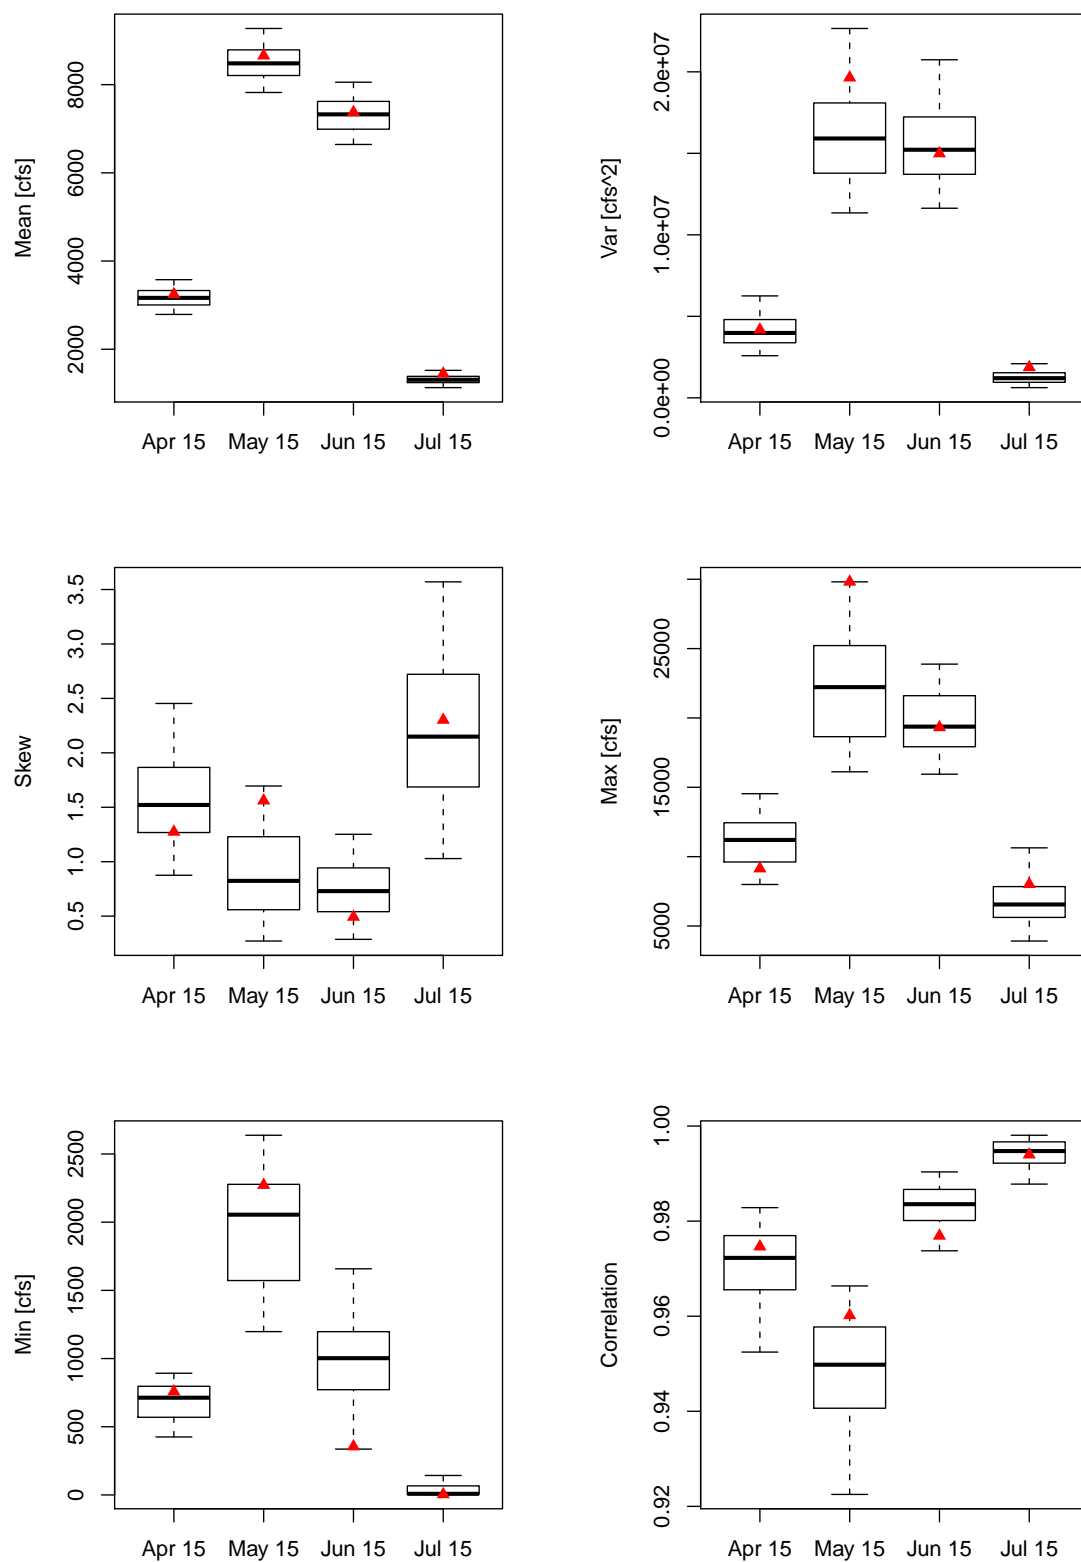 Mean [cfs]
8000
6000
4000
2000
Apr 15 May 15 Jun 15 Jul 15
Var [cfs^2]
2.0e+07
1.0e+07
0.0e+00
Apr 15 May 15 Jun 15 Jul 15
Skew
3.5
3.0
2.5
2.0
1.5
1.0
0.5
Apr 15 May 15 Jun 15 Jul 15
Max [cfs]
25000
15000
5000
Apr 15 May 15 Jun 15 Jul 15
Min [cfs]
2500
2000
1500
1000
500
0
Apr 15 May 15 Jun 15 Jul 15
Correlation
1.00
0.98
0.96
0.94
0.92
Apr 15 May 15 Jun 15 Jul 15